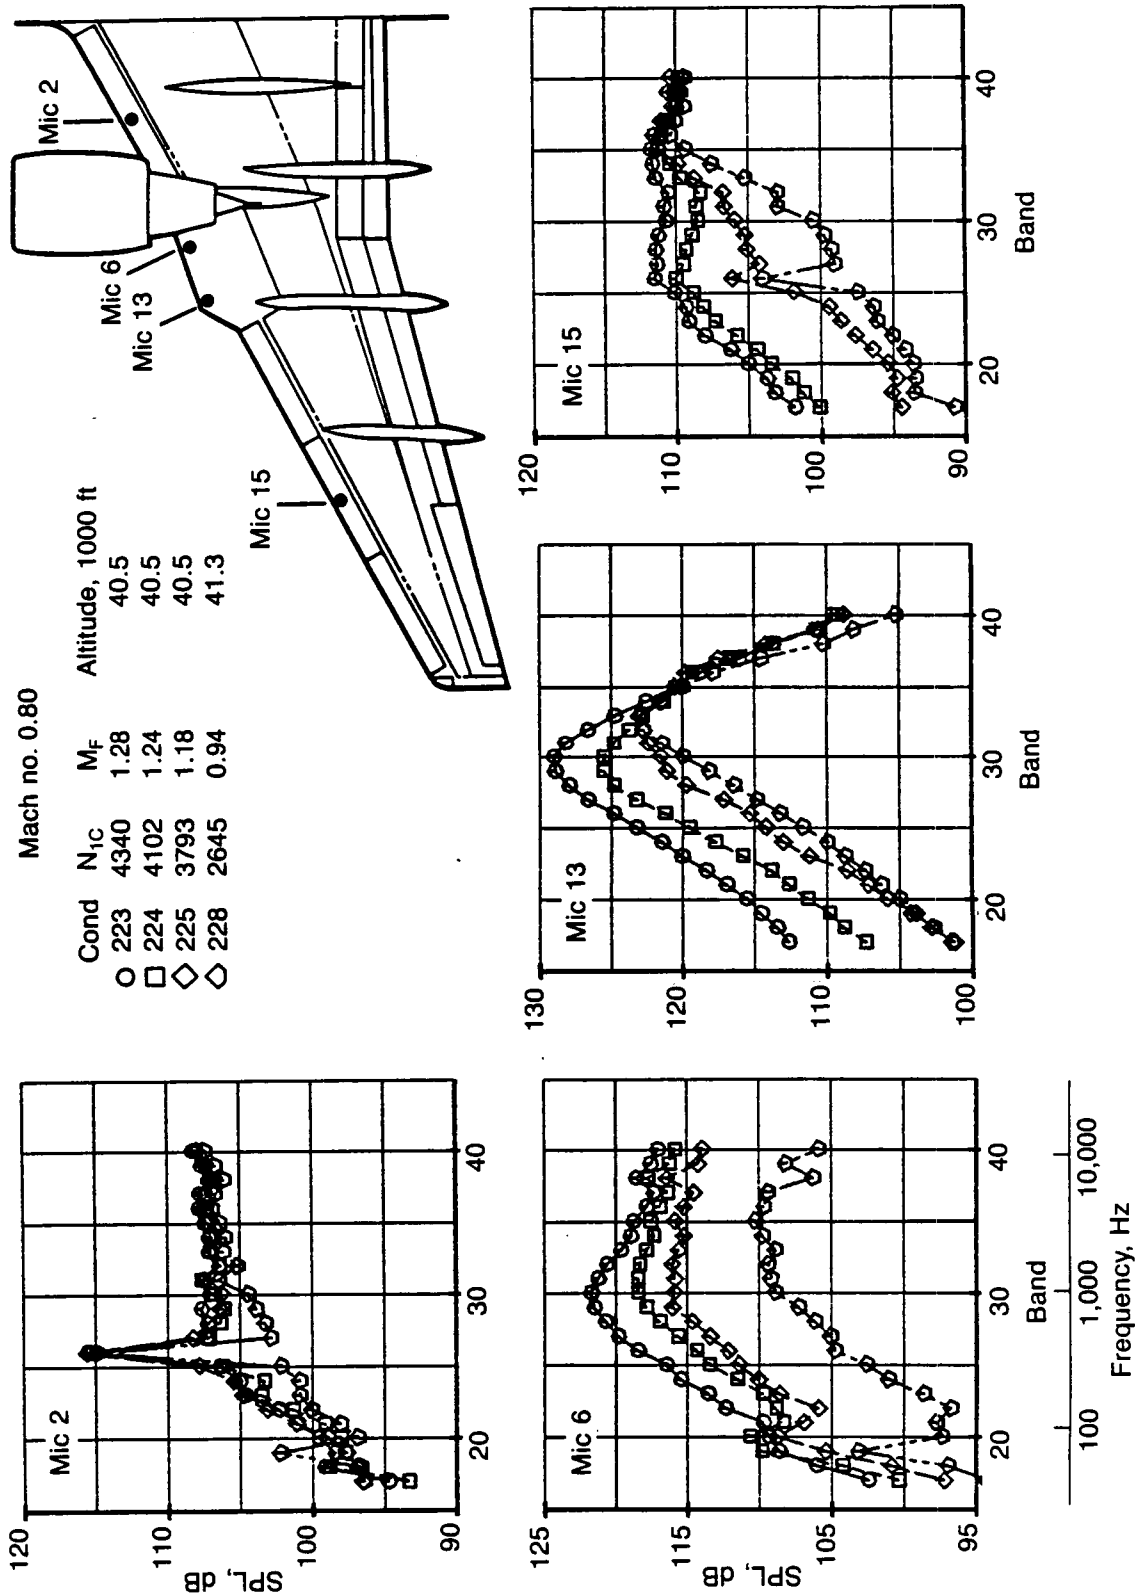 Mach no. 0.80
Cond N1C MF Altitude, 1000 ft
223 4340 1.28 40.5
224 4102 1.24 40.5
225 3793 1.18 40.5
228 2645 0.94 41.3
Mic 2
Mic 6
Mic 13
Mic 15
SPL, dB
120
110
100
90
Mic 2
20 30 40
SPL, dB
125
115
105
95
Mic 6
20 30 40
Band
100 1,000 10,000
Frequency, Hz
130
120
110
100
Mic 13
20 30 40
Band
120
110
100
90
Mic 15
20 30 40
Band